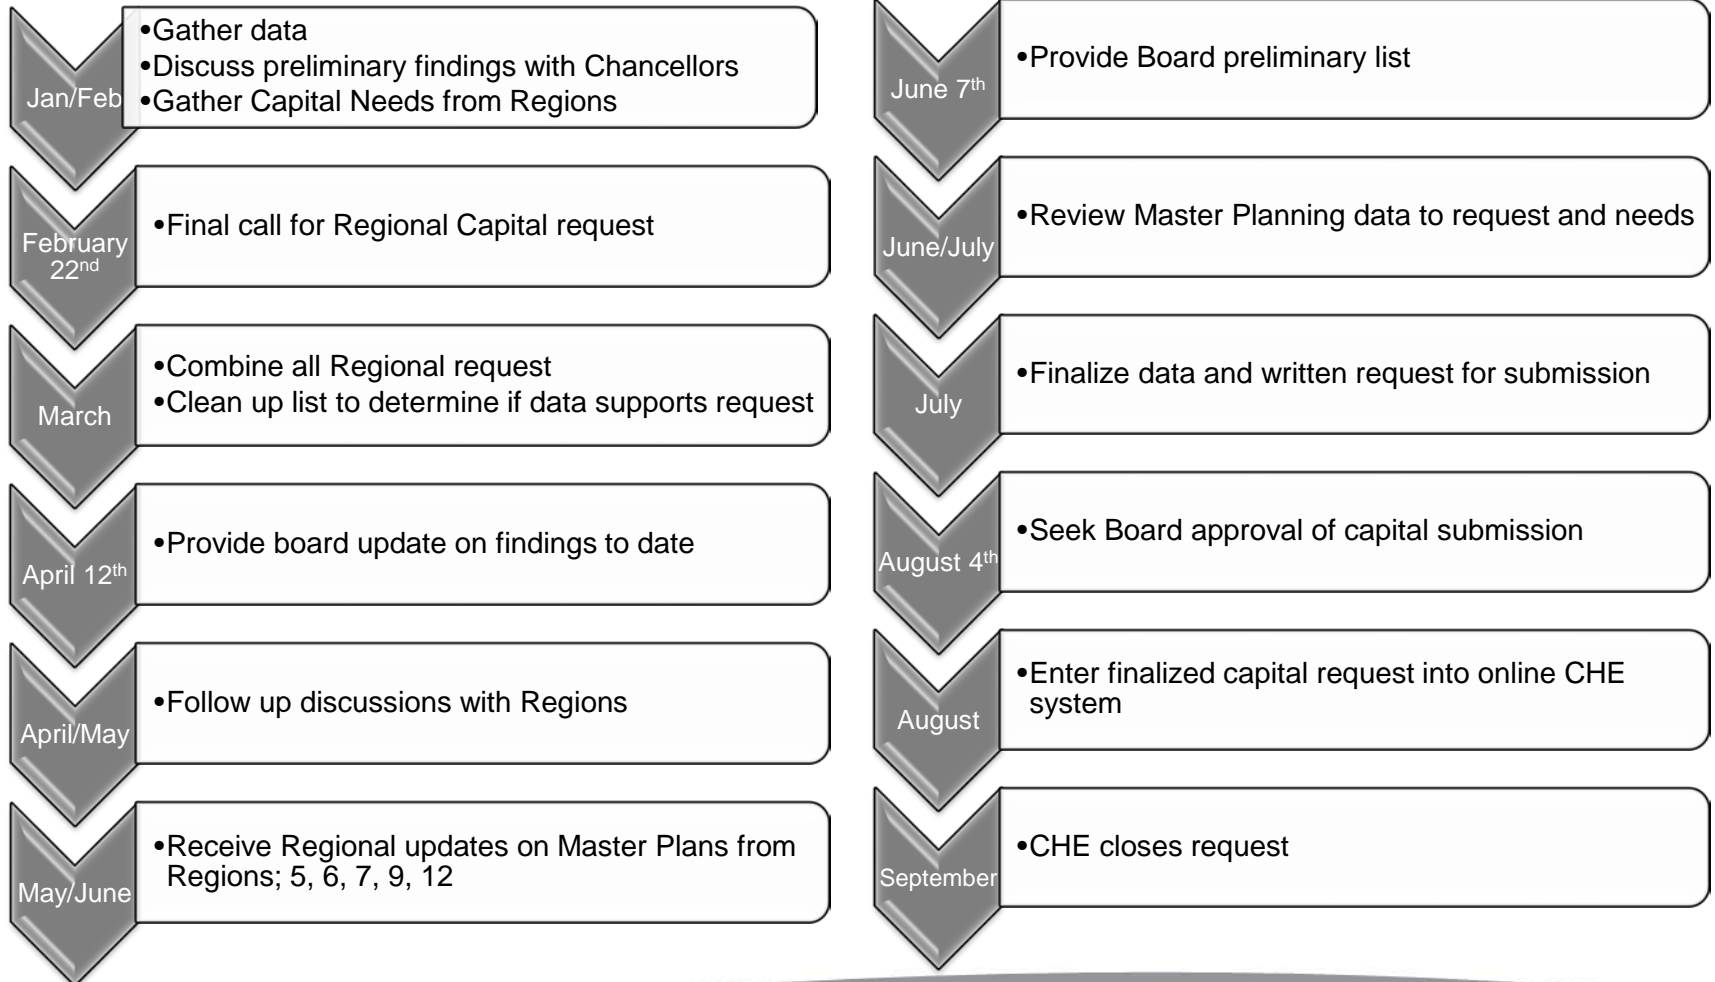 Jan/Feb
•Gather data
•Discuss preliminary findings with Chancellors
•Gather Capital Needs from Regions
February
22nd
•Final call for Regional Capital request
March
•Combine all Regional request
•Clean up list to determine if data supports request
April 12th
•Provide board update on findings to date
April/May
•Follow up discussions with Regions
May/June
•Receive Regional updates on Master Plans from
Regions; 5, 6, 7, 9, 12
June 7th
•Provide Board preliminary list
June/July
•Review Master Planning data to request and needs
July
•Finalize data and written request for submission
August 4th
•Seek Board approval of capital submission
August
•Enter finalized capital request into online CHE
system
September
•CHE closes request